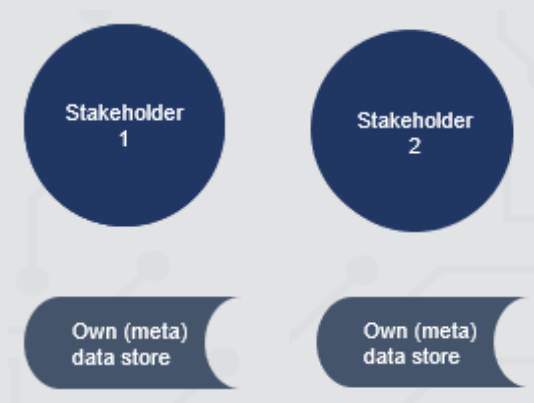 Stakeholder
1
Stakeholder
2
Own (meta)
data store
Own (meta)
data store